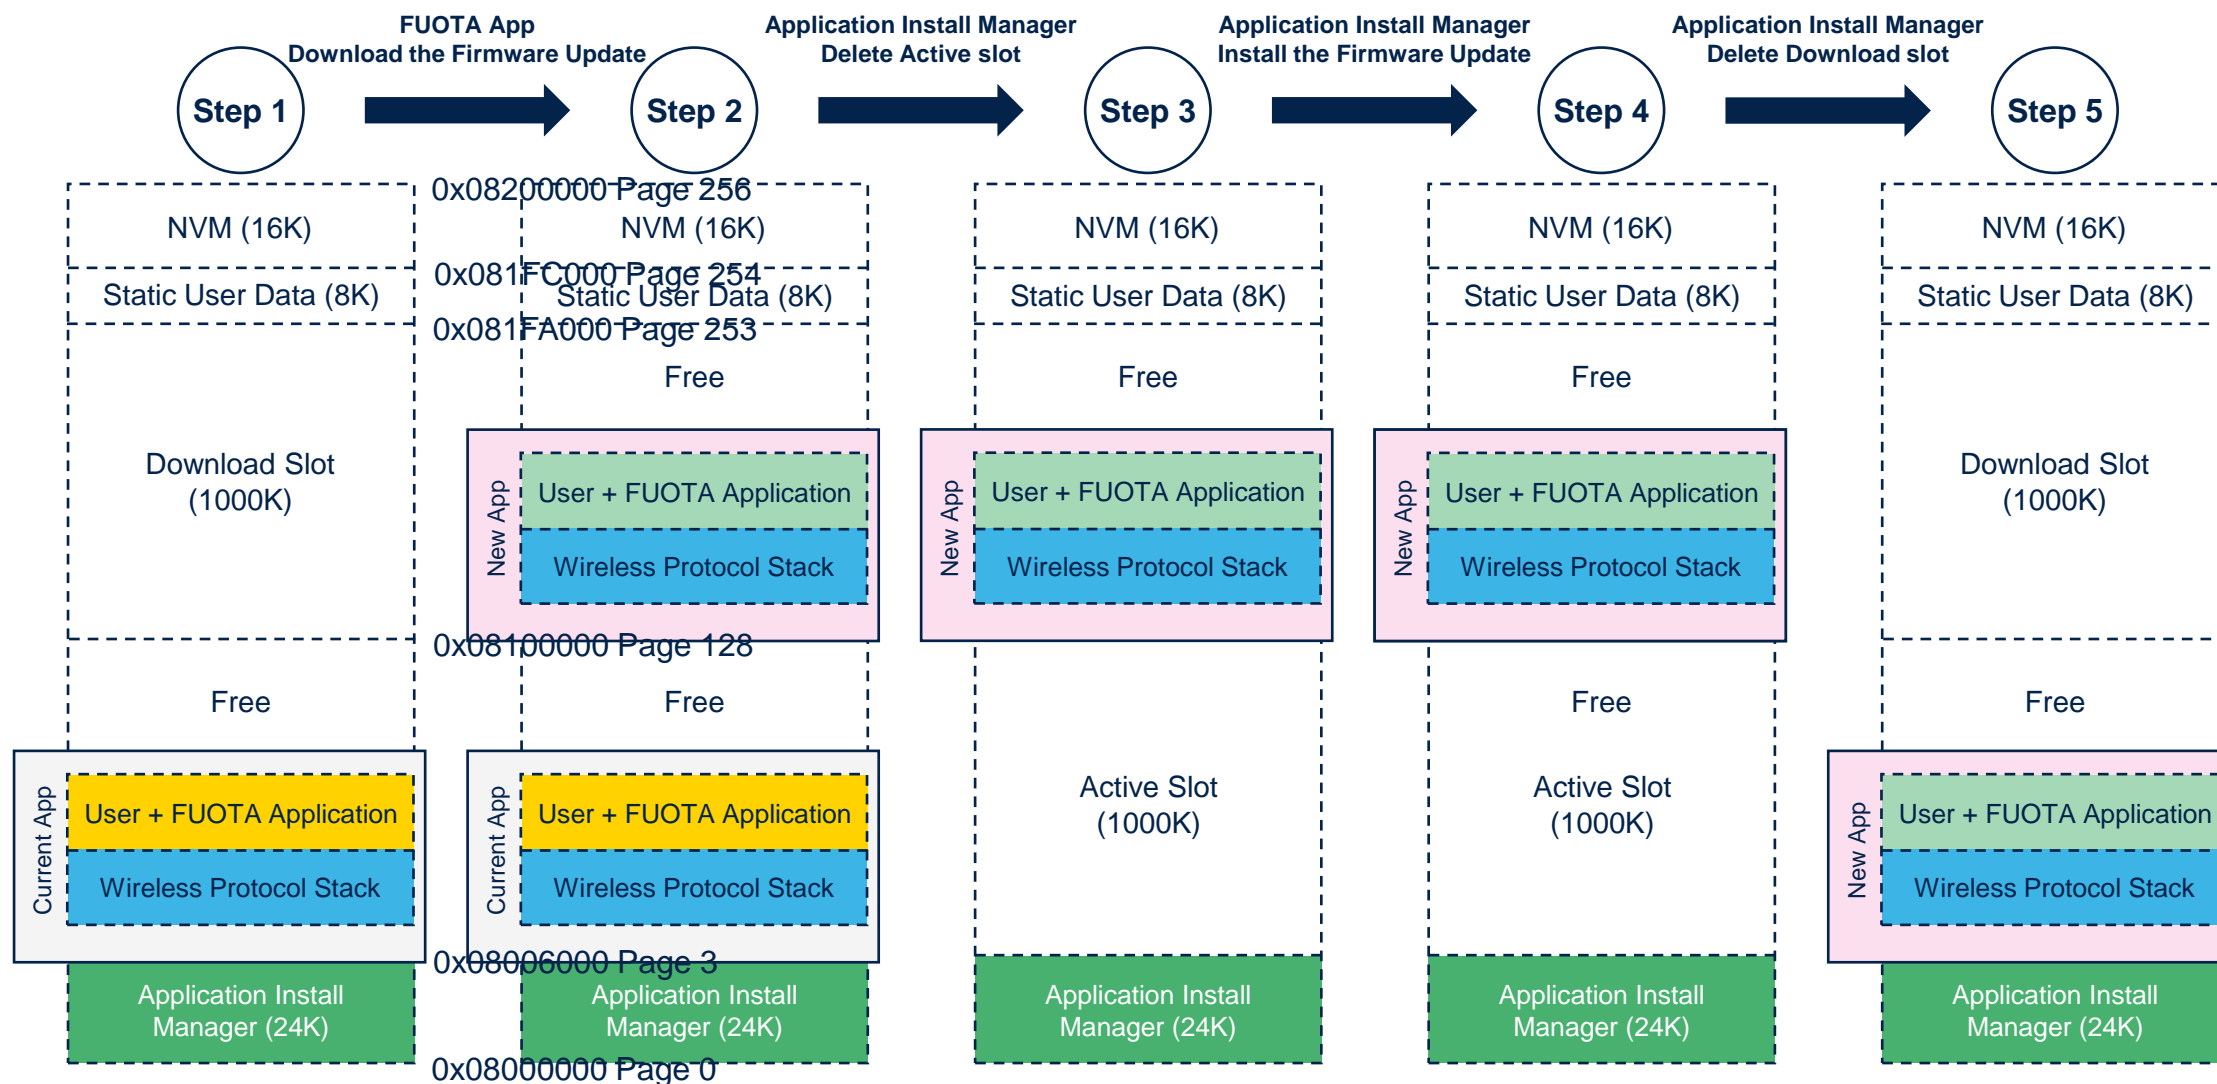 FUOTA App
Download the Firmware Update
Application Install Manager
Delete Active slot
Application Install Manager
Install the Firmware Update
Application Install Manager
Delete Download slot
Step 1
Step 2
Step 3
Step 4
Step 5
NVM (16K)
Static User Data (8K)
Download Slot
(1000K)
Free
Current App
User + FUOTA Application
Wireless Protocol Stack
Application Install
Manager (24K)
0x08200000 Page 256
0x081FC000 Page 254
0x081FA000 Page 253
0x08100000 Page 128
0x08006000 Page 3
0x08000000 Page 0
NVM (16K)
Static User Data (8K)
Free
New App
User + FUOTA Application
Wireless Protocol Stack
Free
Current App
User + FUOTA Application
Wireless Protocol Stack
Application Install
Manager (24K)
NVM (16K)
Static User Data (8K)
Free
New App
User + FUOTA Application
Wireless Protocol Stack
Active Slot
(1000K)
Application Install
Manager (24K)
NVM (16K)
Static User Data (8K)
Free
New App
User + FUOTA Application
Wireless Protocol Stack
Free
Active Slot
(1000K)
Application Install
Manager (24K)
NVM (16K)
Static User Data (8K)
Download Slot
(1000K)
Free
New App
User + FUOTA Application
Wireless Protocol Stack
Application Install
Manager (24K)